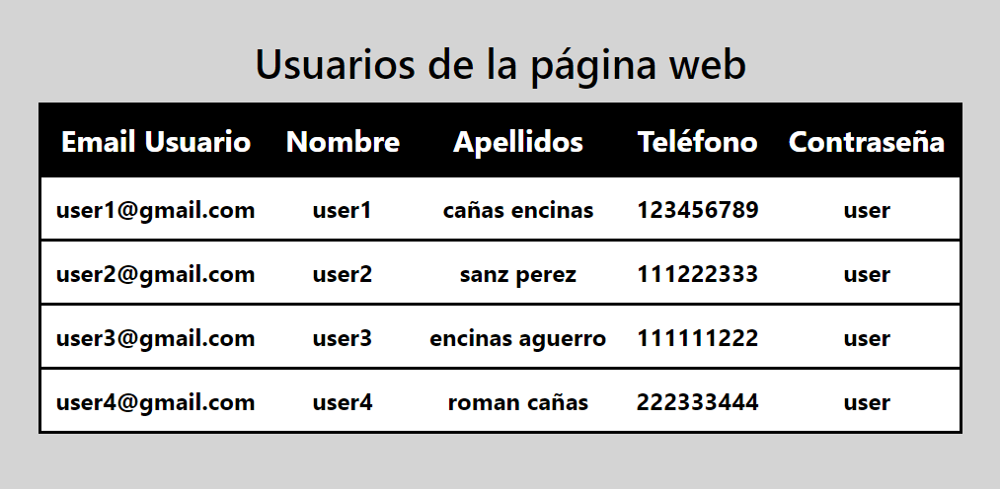 Usuarios de la página web
Email Usuario Nombre Apellidos Teléfono Contraseña
user1@gmail.com user1 cañas encinas 123456789 user
user2@gmail.com user2 sanz perez 111222333 user
user3@gmail.com user3 encinas aguerro 111111222 user
user4@gmail.com user4 roman cañas 222333444 user